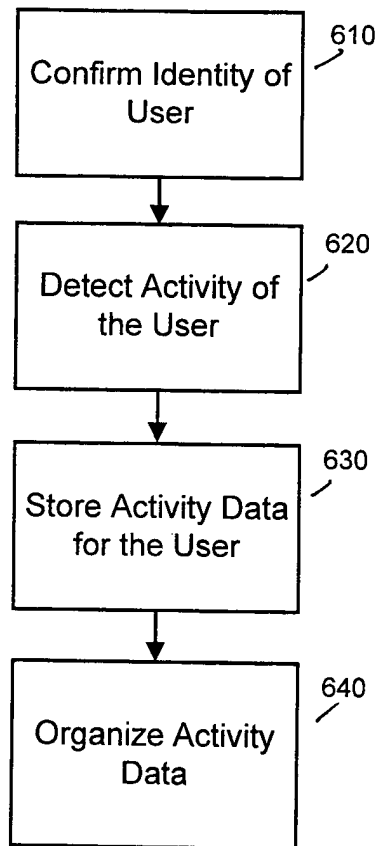 610
Confirm Identity of
User
620
Detect Activity of
the User
630
Store Activity Data
for the User
640
Organize Activity
Data